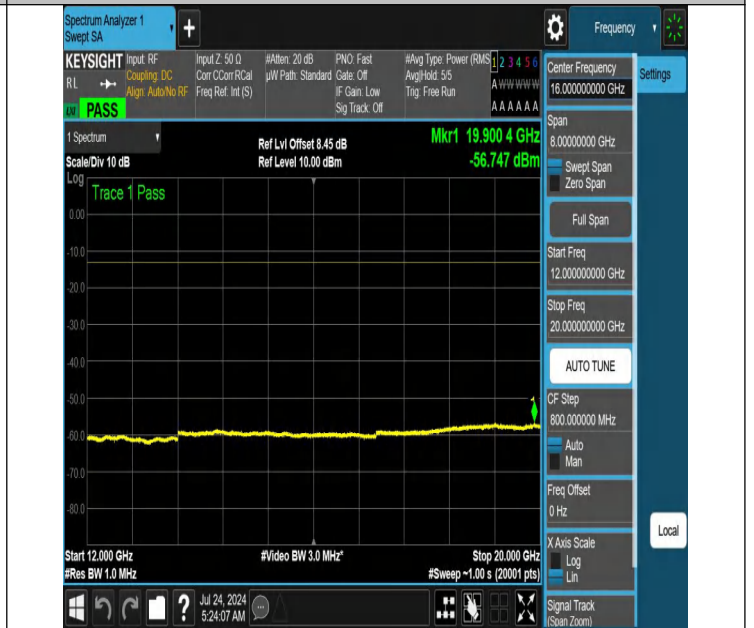 Spectrum Analyzer 1
Swept SA
+
Frequency
KEYSIGHT
RL
PASS
Input: RF
Coupling: DC
Align: Auto/No RF
Input Z: 50 Ω
Corr CCorr RCal
Freq Ref: Int (S)
#Atten: 20 dB
µW Path: Standard
PNO: Fast
Gate: Off
IF Gain: Low
Sig Track: Off
#Avg Type: Power (RMS
Avg|Hold: 5/5
Trig: Free Run
1 2 3 4 5 6
A W W W W W
A A A A A A
1 Spectrum
Scale/Div 10 dB
Ref Lvl Offset 8.45 dB
Ref Level 10.00 dBm
Mkr1 19.900 4 GHz
-56.747 dBm
Log
Trace 1 Pass
0.00
-10.0
-20.0
-30.0
-40.0
-50.0
-60.0
-70.0
-80.0
1
Start 12.000 GHz
#Res BW 1.0 MHz
#Video BW 3.0 MHz*
Stop 20.000 GHz
#Sweep ~1.00 s (20001 pts)
Center Frequency
16.000000000 GHz
Settings
Span
8.00000000 GHz
Swept Span
Zero Span
Full Span
Start Freq
12.000000000 GHz
Stop Freq
20.000000000 GHz
AUTO TUNE
CF Step
800.000000 MHz
Auto
Man
Freq Offset
0 Hz
X Axis Scale
Log
Lin
Local
Signal Track
(Span Zoom)
?
Jul 24, 2024
5:24:07 AM